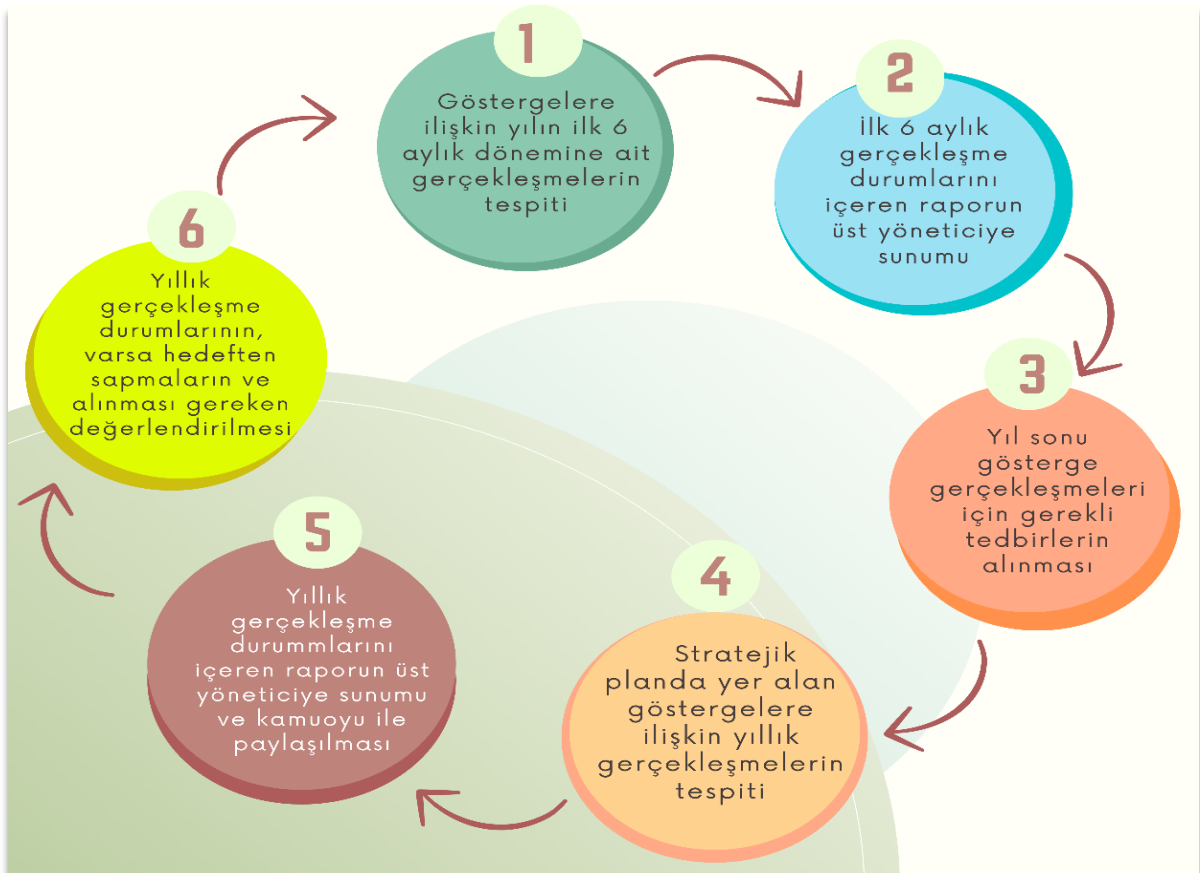 1
Göstergelere
ilişkin yılın ilk 6
aylık dönemine ait
gerçekleşmelerin
tespiti
2
İlk 6 aylık
gerçekleşme
durumlarını
içeren raporun
üst yöneticiye
sunumu
3
Yıl sonu
gösterge
gerçekleşmeleri
için gerekli
tedbirlerin
alınması
4
Stratejik
planda yer alan
göstergelere
ilişkin yıllık
gerçekleşmelerin
tespiti
5
Yıllık
gerçekleşme
durummlarını
içeren raporun üst
yöneticiye sunumu
ve kamuoyu ile
paylaşılması
6
Yıllık
gerçekleşme
durumlarının,
varsa hedeften
sapmaların ve
alınması gereken
değerlendirilmesi